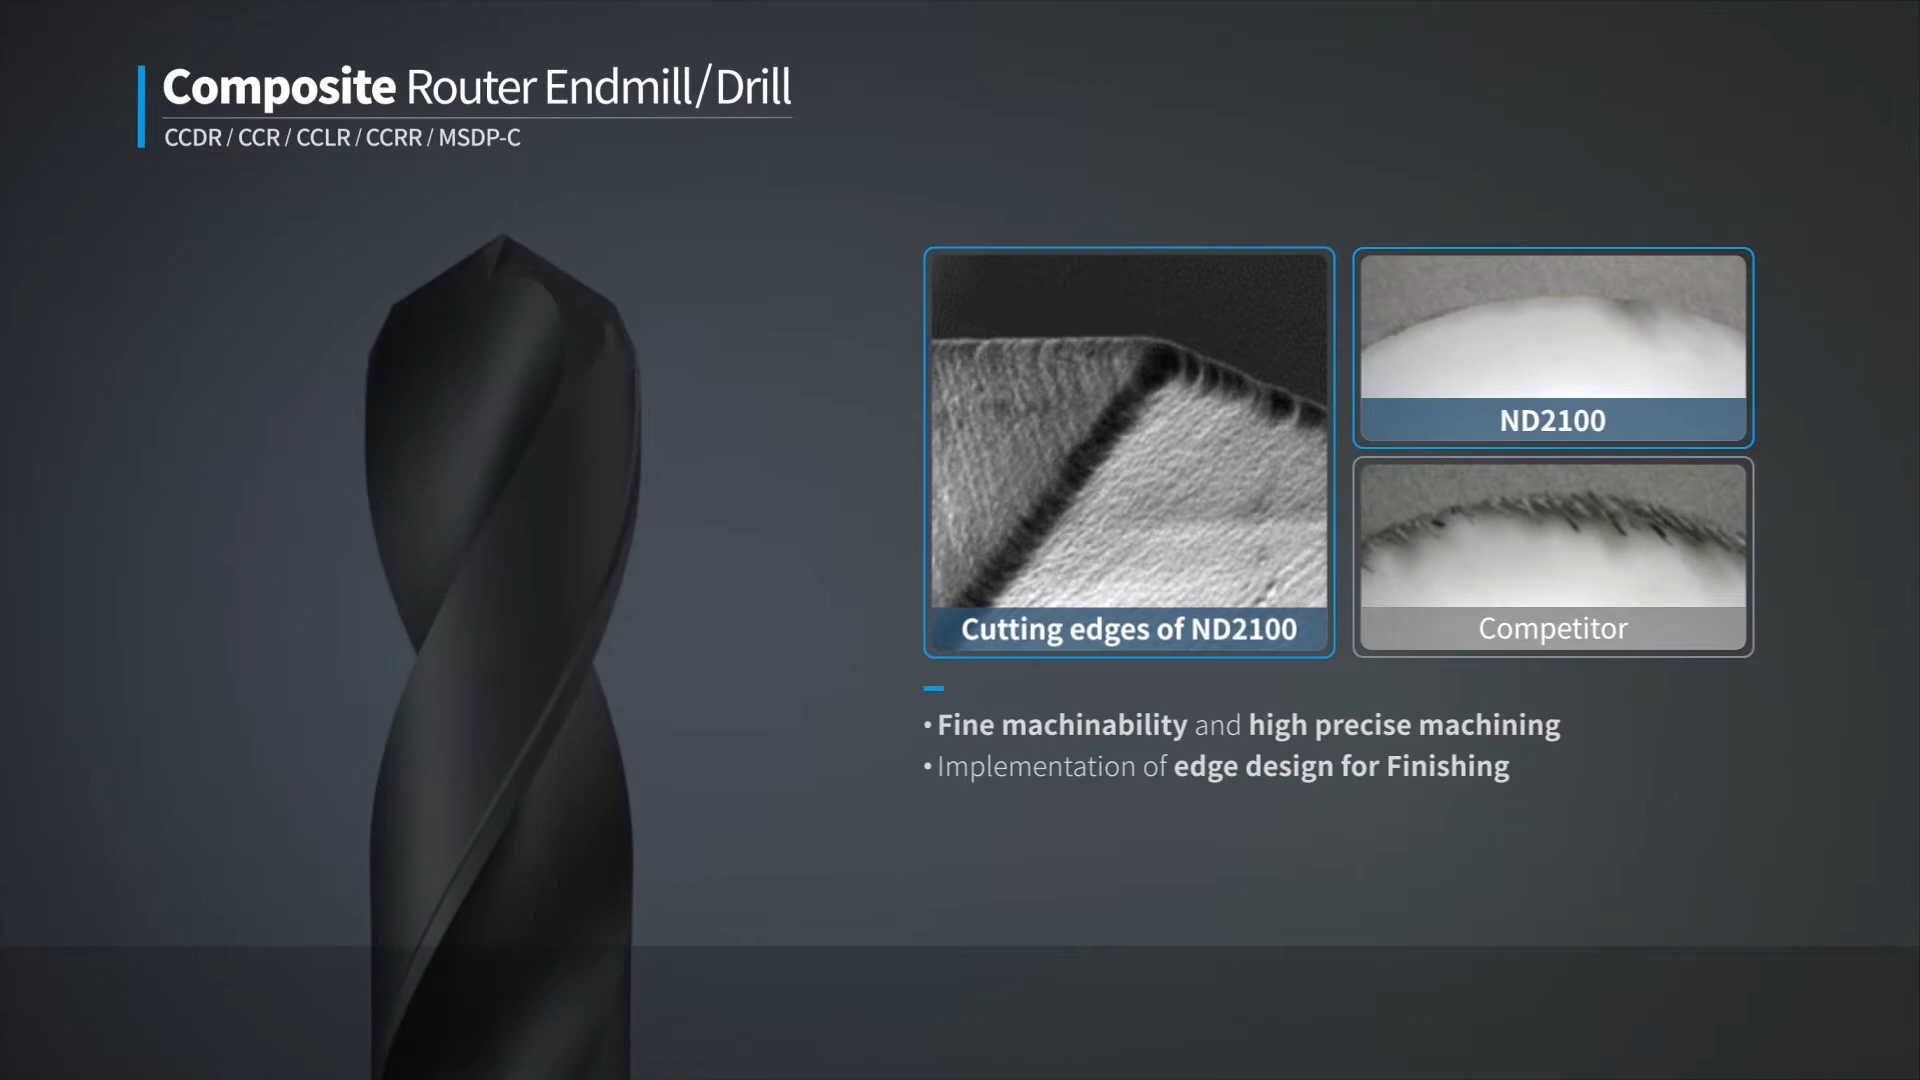 Composite Router Endmill/Drill
CCDR / CCR / CCLR / CCRR / MSDP-C
Cutting edges of ND2100
ND2100
Competitor
• Fine machinability and high precise machining
• Implementation of edge design for Finishing